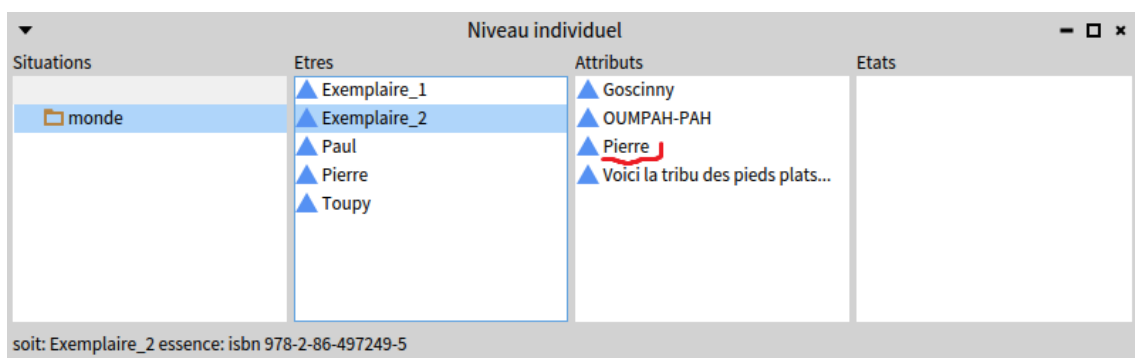 Niveau individuel
Situations Etres Attributs Etats
Exemplaire_1 Goscinny
monde Exemplaire_2 OUMPAH-PAH
Paul Pierre
Pierre Voici la tribu des pieds plats...
Toupy
soit: Exemplaire_2 essence: isbn 978-2-86-497249-5